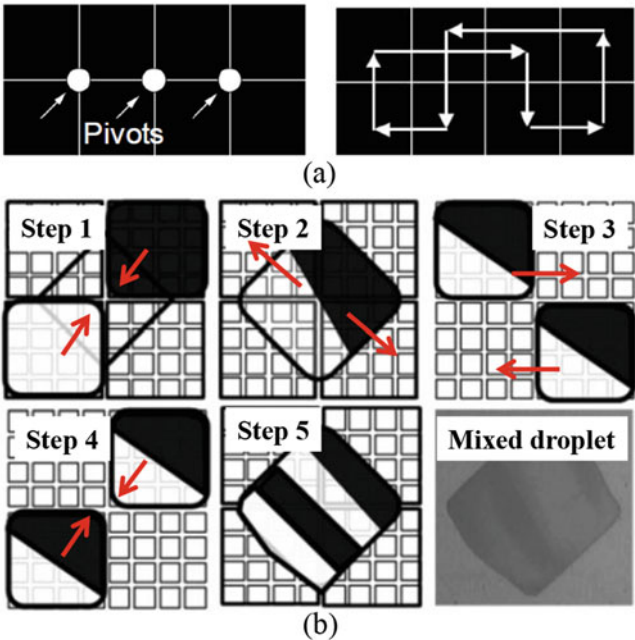 Pivots
(a)
Step 1
Step 2
Step 3
Step 4
Step 5
Mixed droplet
(b)